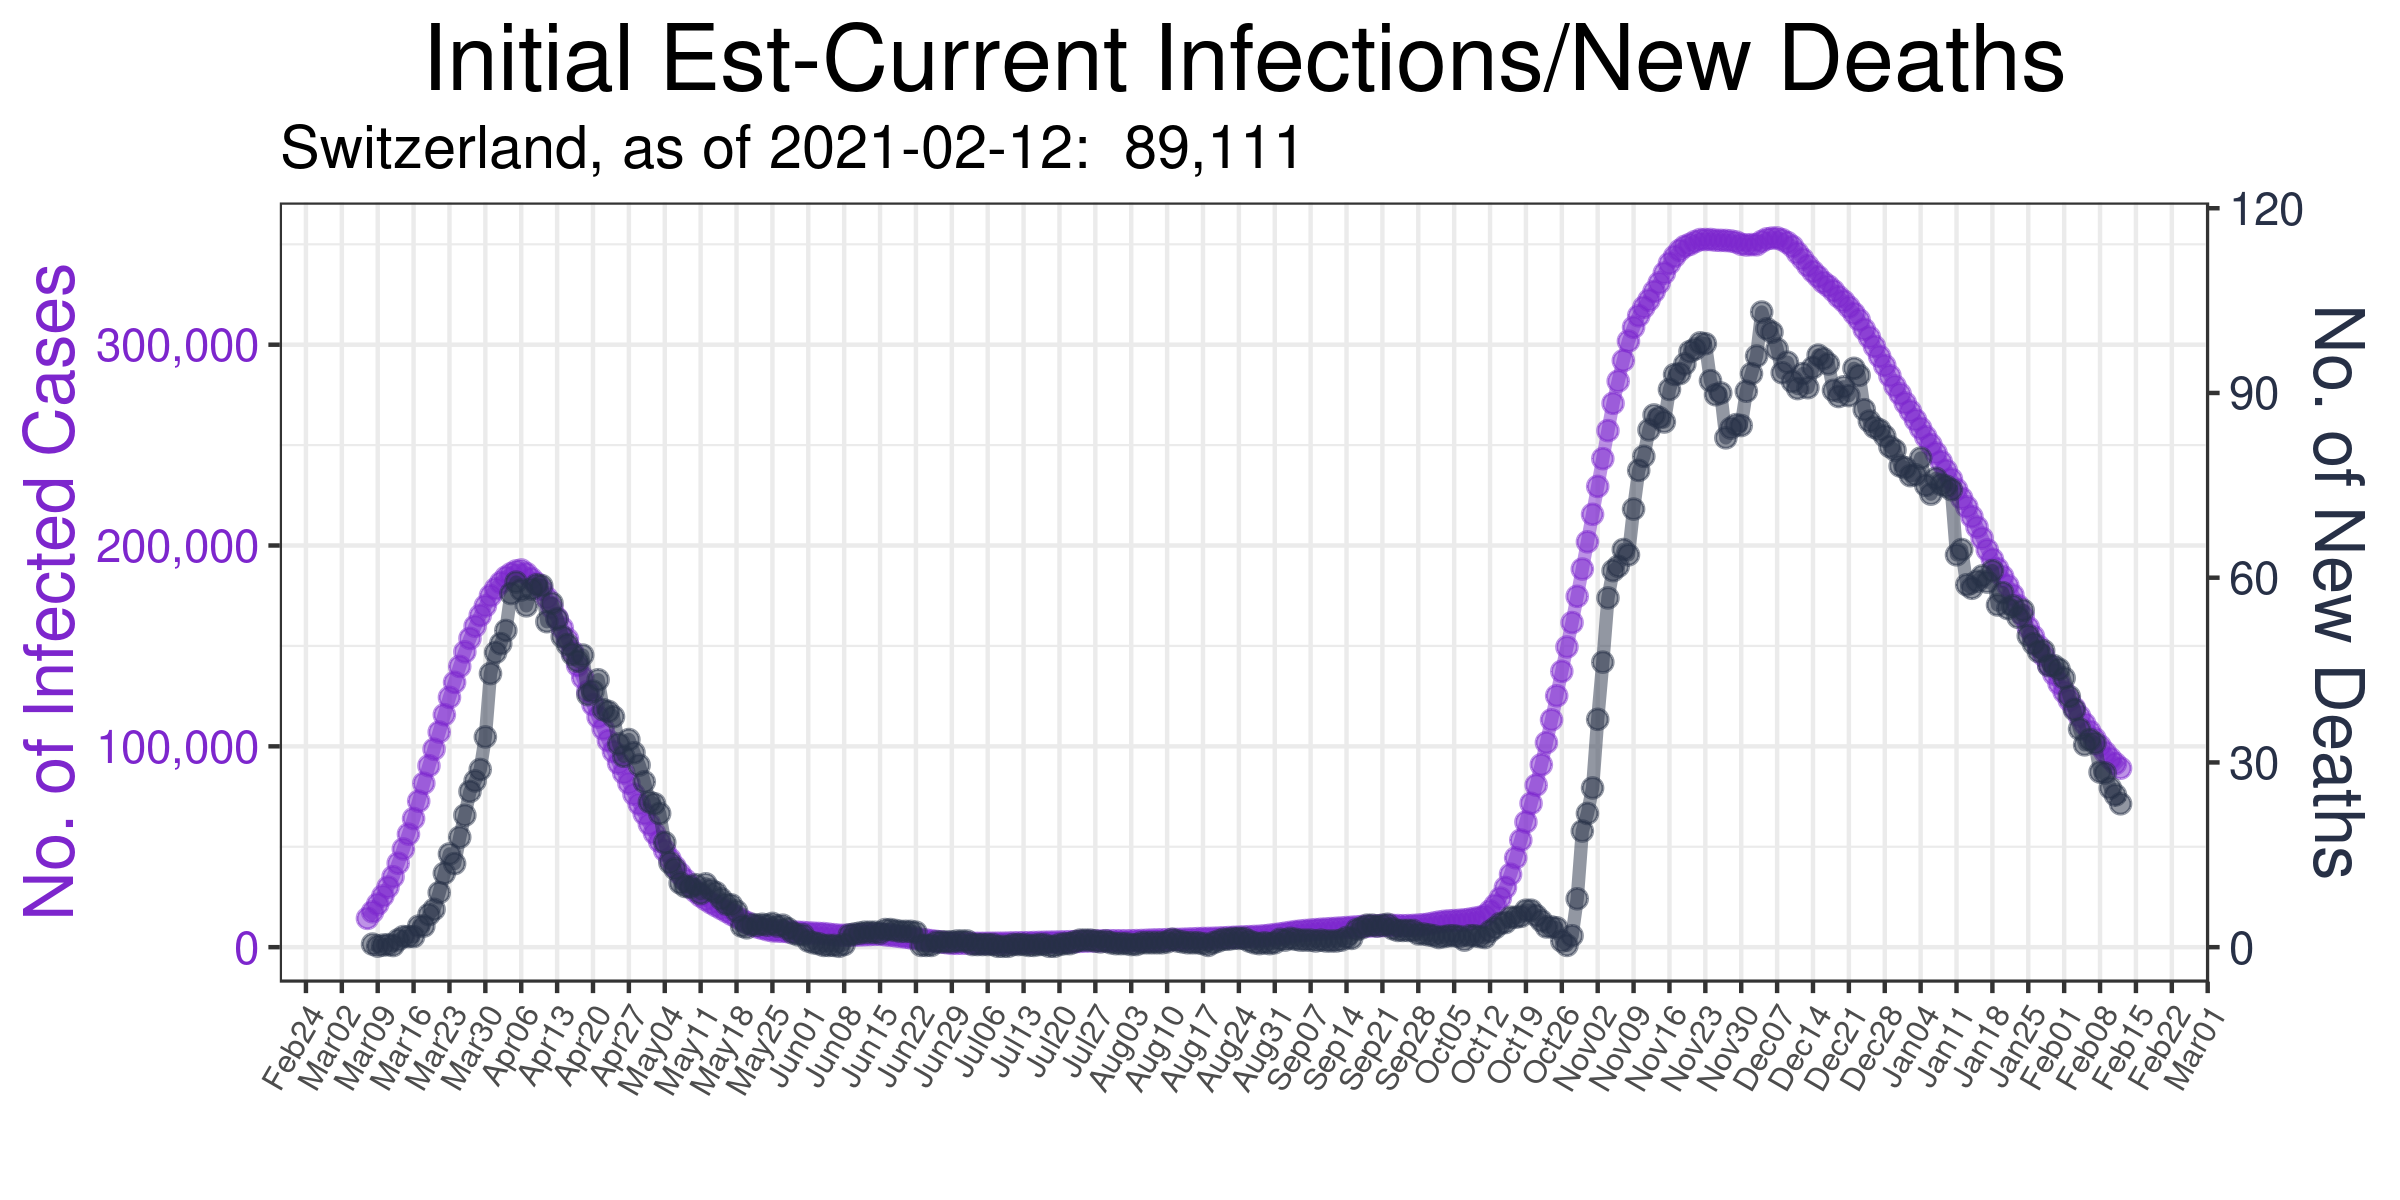 Initial Est-Current Infections/New Deaths
Switzerland, as of 2021-02-12:  89,111
No. of Infected Cases
300,000
200,000
100,000
0
120
90
60
30
0
No. of New Deaths
Feb24
Mar02
Mar09
Mar16
Mar23
Mar30
Apr06
Apr13
Apr20
Apr27
May04
May11
May18
May25
Jun01
Jun08
Jun15
Jun22
Jun29
Jul06
Jul13
Jul20
Jul27
Aug03
Aug10
Aug17
Aug24
Aug31
Sep07
Sep14
Sep21
Sep28
Oct05
Oct12
Oct19
Oct26
Nov02
Nov09
Nov16
Nov23
Nov30
Dec07
Dec14
Dec21
Dec28
Dec04
Jan11
Jan18
Jan25
Feb01
Feb08
Feb15
Feb22
Mar01